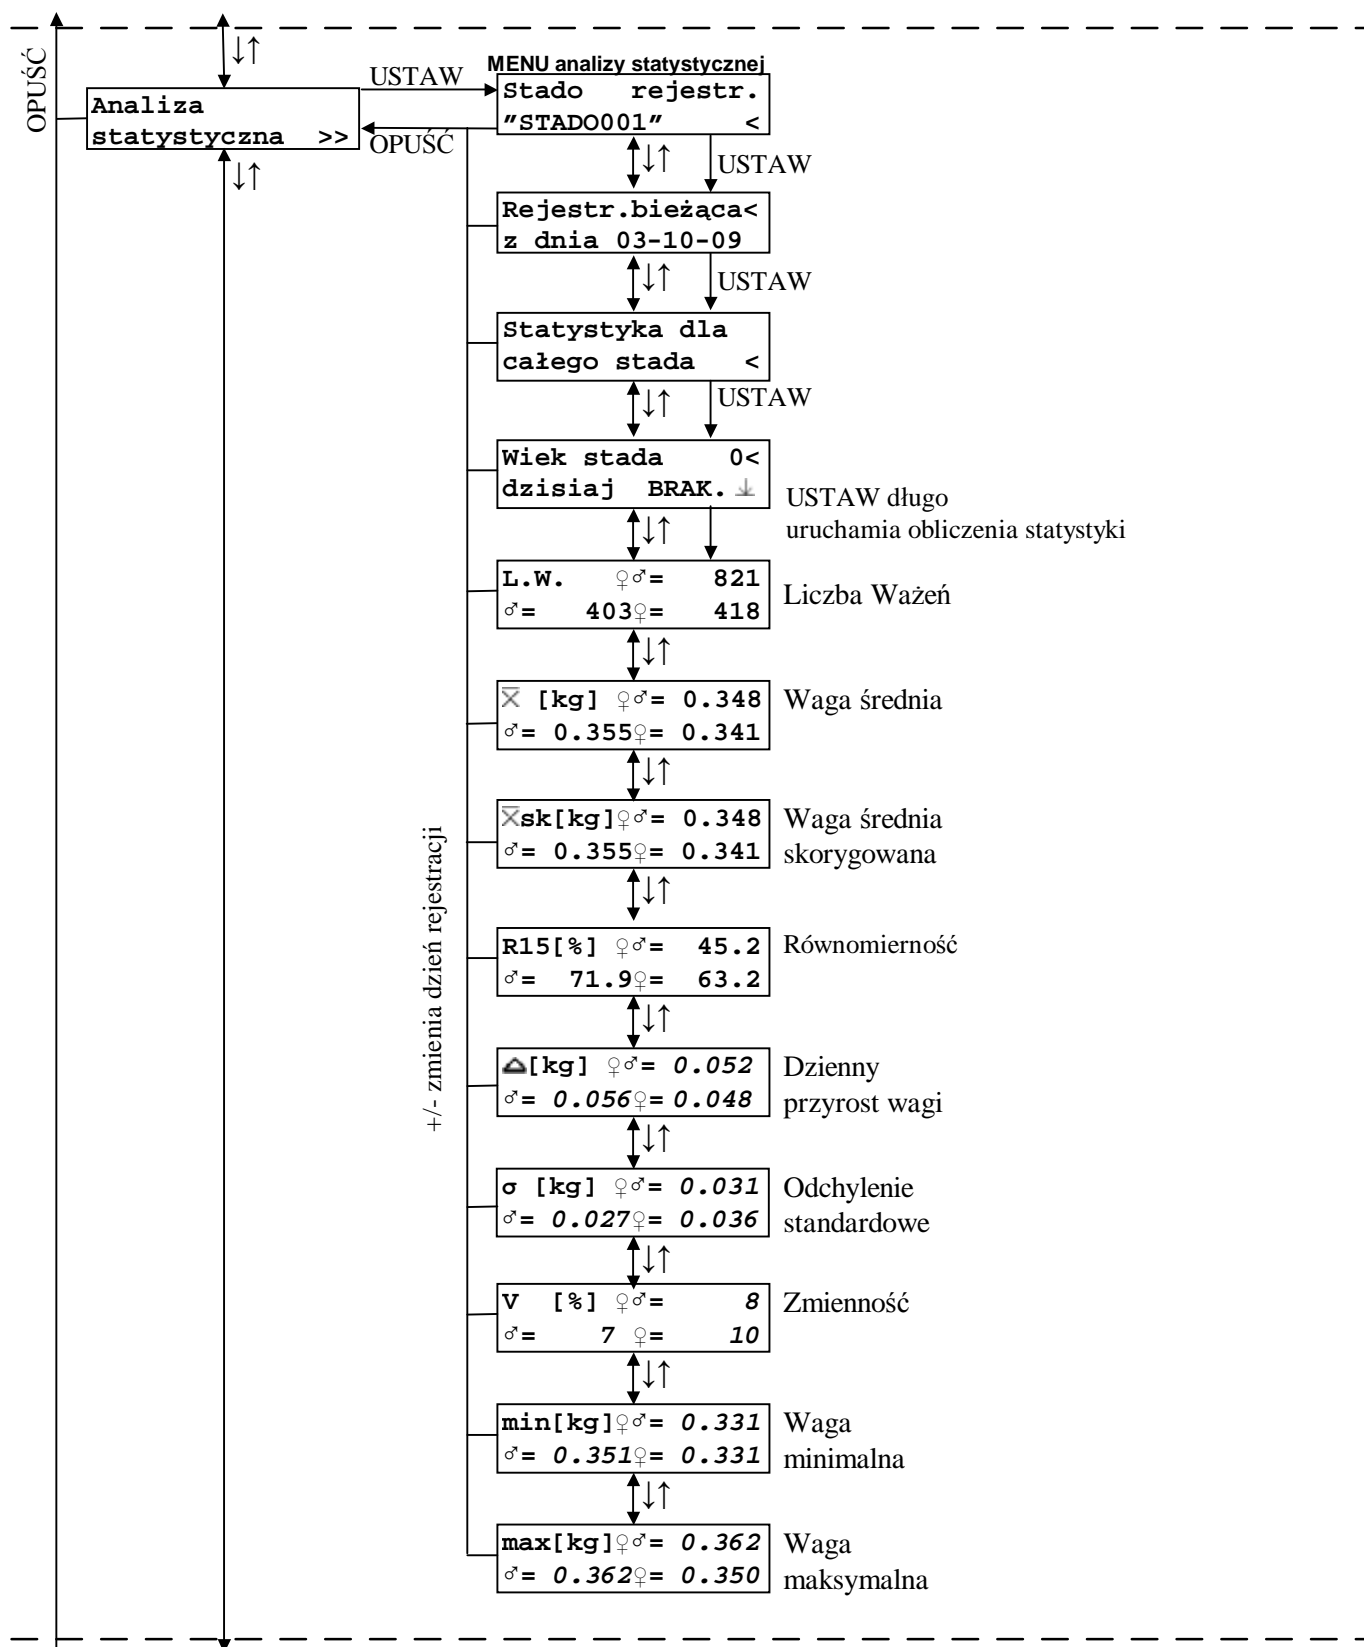 OPUŚĆ
↓↑
Analiza
statystyczna >>
↓↑
USTAW
OPUŚĆ
MENU analizy statystycznej
Stado rejestr.
"STADO001" <
↓↑ USTAW
Rejestr.bieżąca<
z dnia 03-10-09
↓↑ USTAW
Statystyka dla
całego stada <
↓↑ USTAW
Wiek stada 0<
dzisiaj BRAK. ↓
USTAW długo
uruchamia obliczenia statystyki
↓↑
L.W. ♀♂= 821
♂= 403♀= 418
Liczba Ważeń
↓↑
X̅ [kg] ♀♂= 0.348
♂= 0.355♀= 0.341
Waga średnia
↓↑
X̅sk[kg]♀♂= 0.348
♂= 0.355♀= 0.341
Waga średnia
skorygowana
↓↑
R15[%] ♀♂= 45.2
♂= 71.9♀= 63.2
Równomierność
↓↑
△[kg] ♀♂= 0.052
♂= 0.056♀= 0.048
Dzienny
przyrost wagi
↓↑
σ [kg] ♀♂= 0.031
♂= 0.027♀= 0.036
Odchylenie
standardowe
↓↑
V [%] ♀♂= 8
♂= 7 ♀= 10
Zmienność
↓↑
min[kg]♀♂= 0.331
♂= 0.351♀= 0.331
Waga
minimalna
↓↑
max[kg]♀♂= 0.362
♂= 0.362♀= 0.350
Waga
maksymalna
+/- zmienia dzień rejestracji